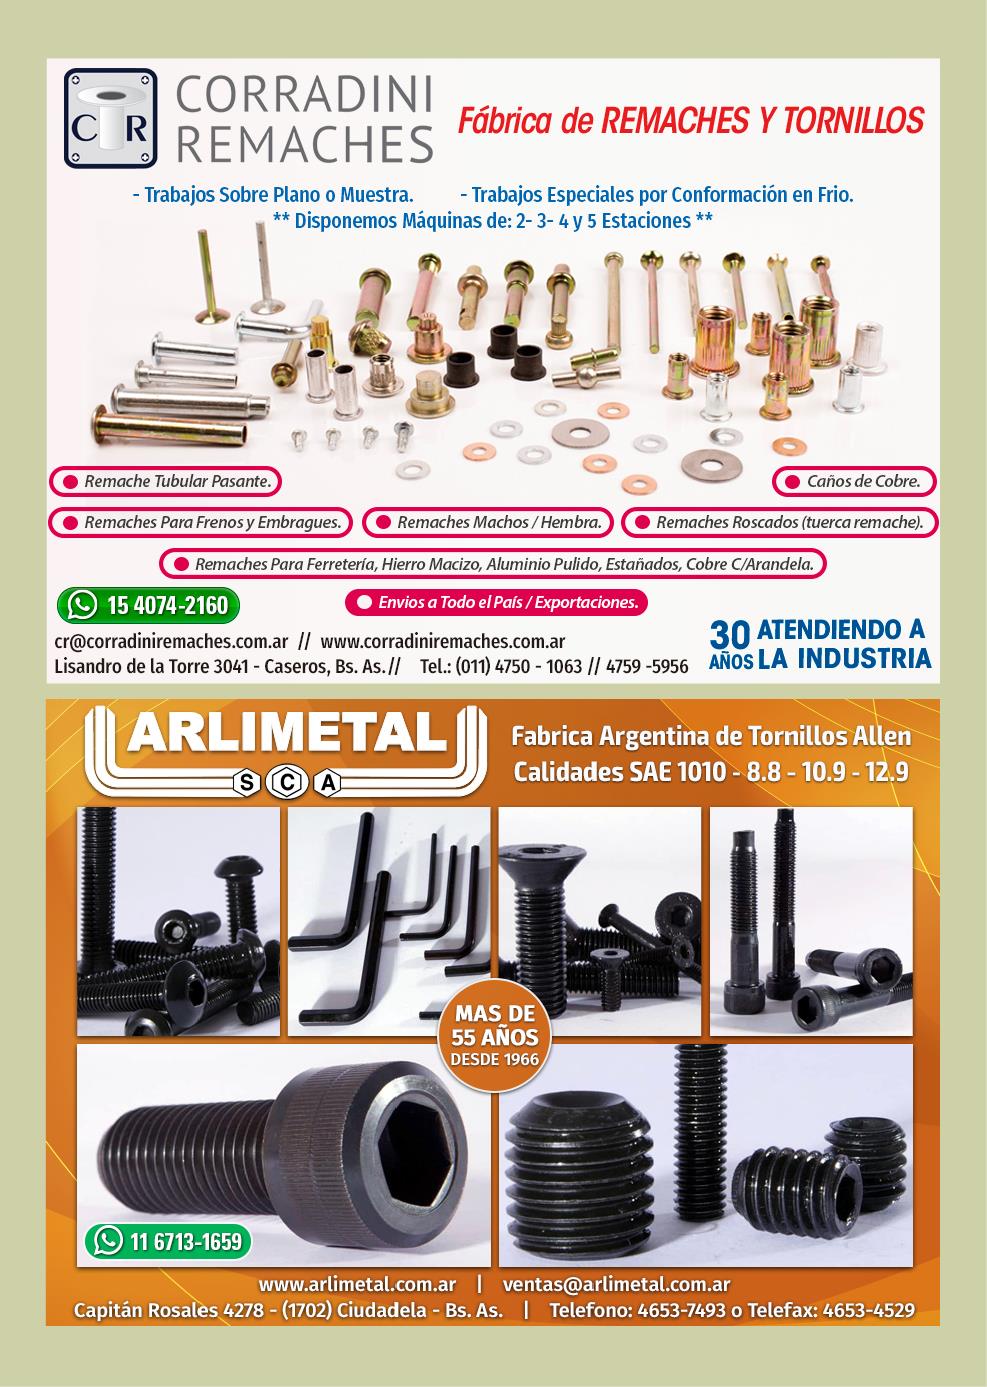 C R
CORRADINI
REMACHES
Fábrica de REMACHES Y TORNILLOS
- Trabajos Sobre Plano o Muestra.
- Trabajos Especiales por Conformación en Frio.
** Disponemos Máquinas de: 2- 3- 4 y 5 Estaciones **
Remache Tubular Pasante.
Caños de Cobre.
Remaches Para Frenos y Embragues.
Remaches Machos / Hembra.
Remaches Roscados (tuerca remache).
Remaches Para Ferretería, Hierro Macizo, Aluminio Pulido, Estañados, Cobre C/Arandela.
15 4074-2160
Envios a Todo el País / Exportaciones.
cr@corradiniremaches.com.ar // www.corradiniremaches.com.ar
Lisandro de la Torre 3041 - Caseros, Bs. As. // Tel.: (011) 4750 - 1063 // 4759 -5956
30 AÑOS
ATENDIENDO A
LA INDUSTRIA
ARLIMETAL
S C A
Fabrica Argentina de Tornillos Allen
Calidades SAE 1010 - 8.8 - 10.9 - 12.9
MAS DE
55 AÑOS
DESDE 1966
11 6713-1659
www.arlimetal.com.ar | ventas@arlimetal.com.ar
Capitán Rosales 4278 - (1702) Ciudadela - Bs. As. | Telefono: 4653-7493 o Telefax: 4653-4529